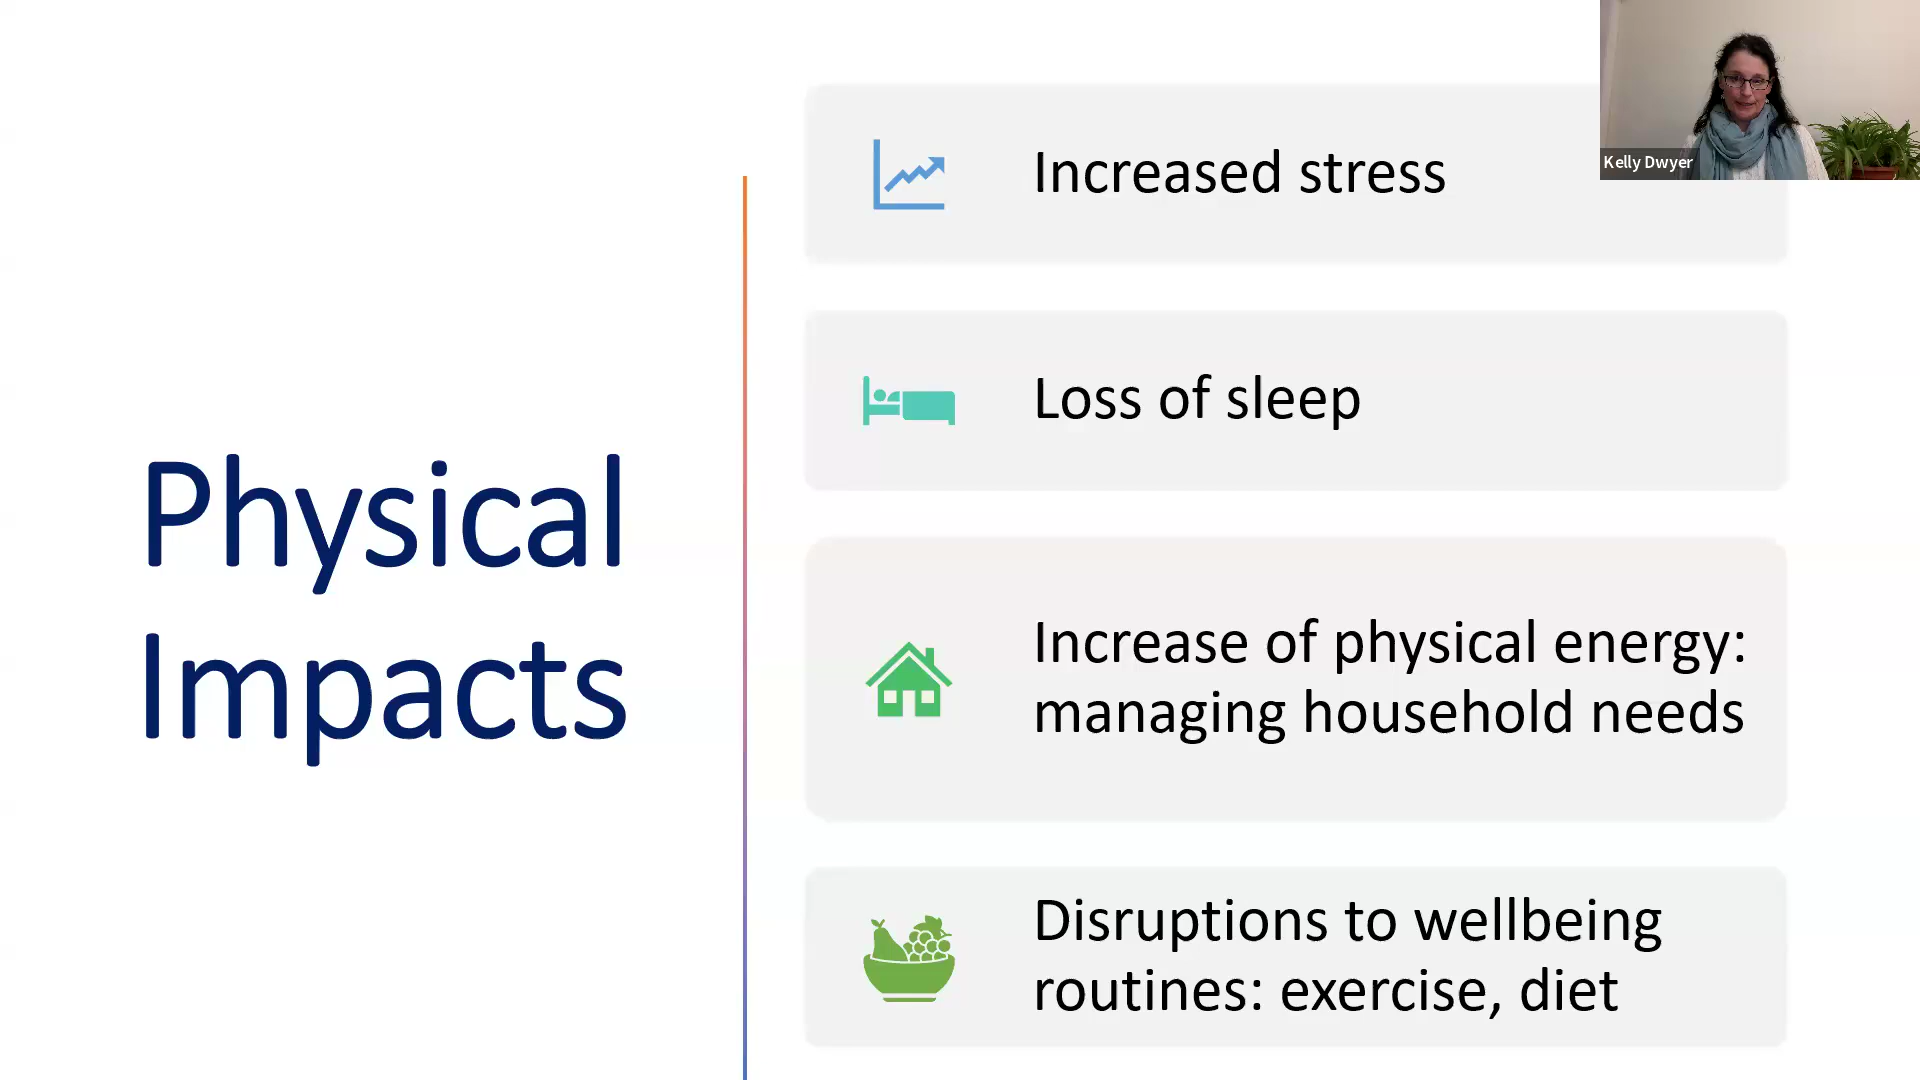 Physical
Impacts
Increased stress
Loss of sleep
Increase of physical energy:
managing household needs
Disruptions to wellbeing
routines: exercise, diet
Kelly Dwyer